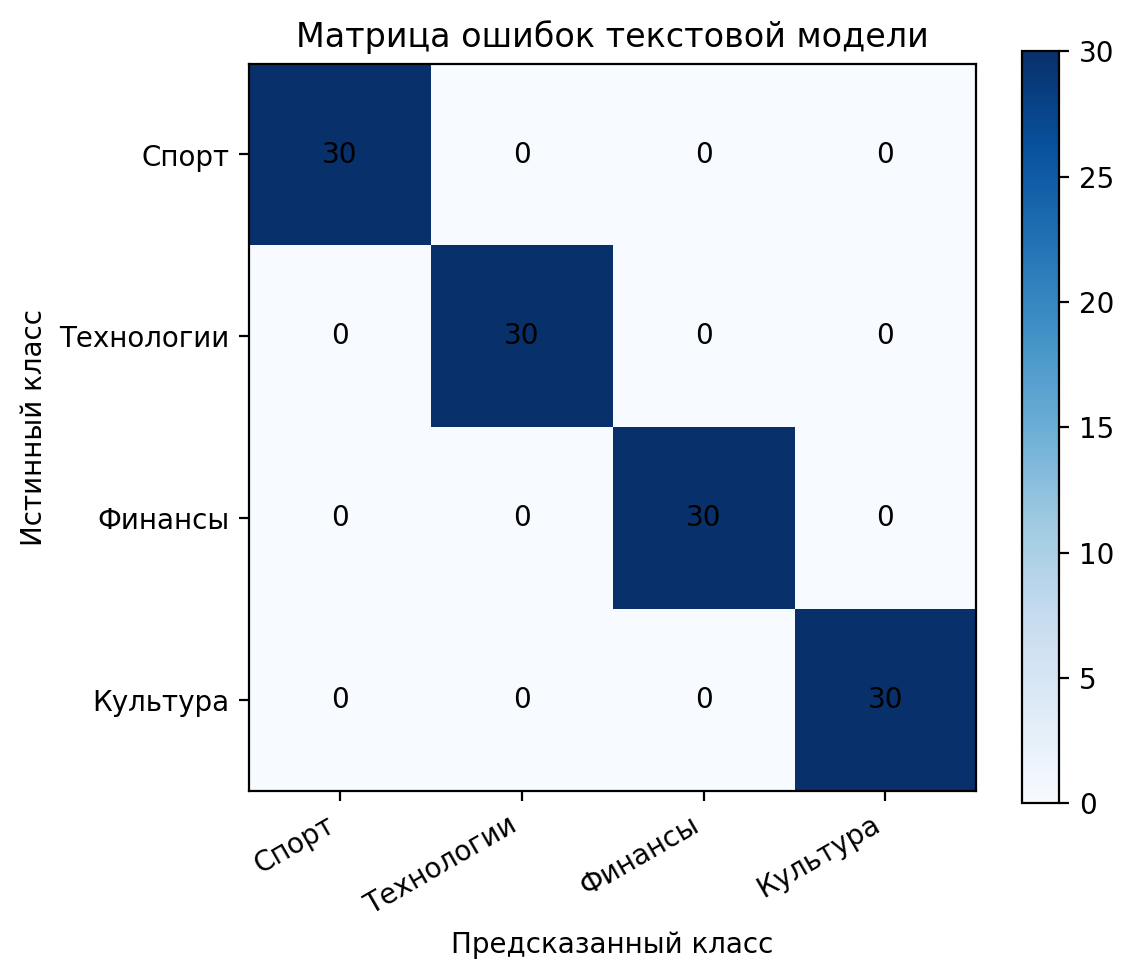 Матрица ошибок текстовой модели
30
Спорт
30
0
0
0
25
20
Технологии
0
30
0
0
Истинный класс
15
Финансы
0
0
30
0
10
5
Культура
0
0
0
30
0
Спорт
Технологии
Финансы
Культура
Предсказанный класс